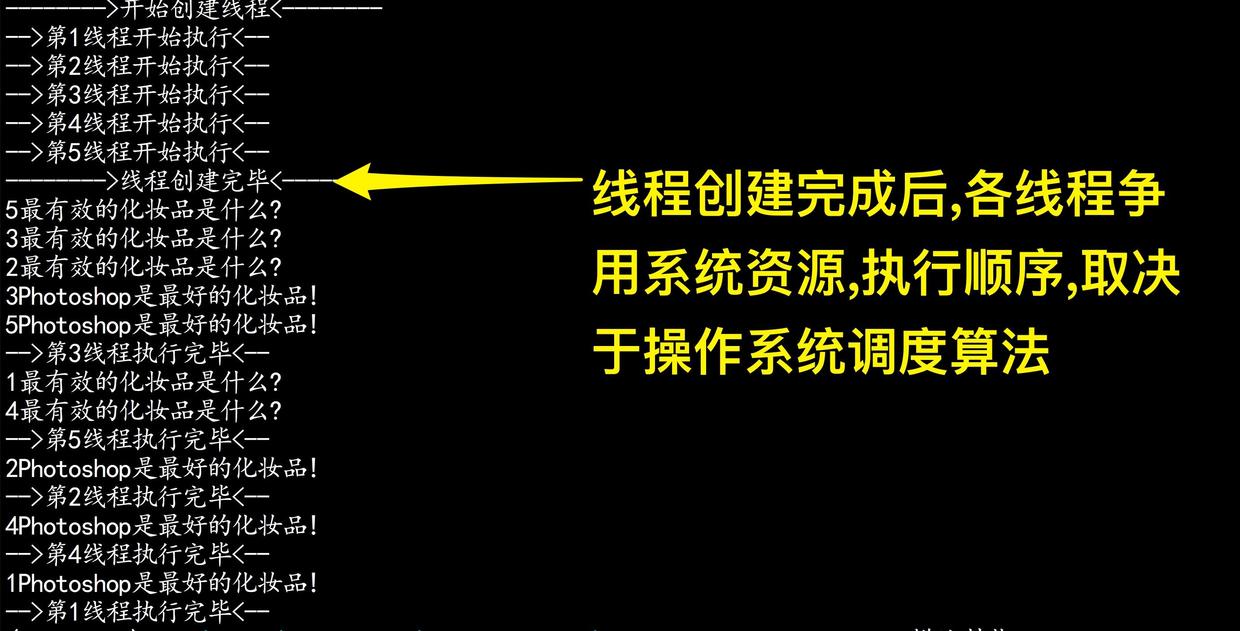 -------->开始创建线程<--------
-->第1线程开始执行<--
-->第2线程开始执行<--
-->第3线程开始执行<--
-->第4线程开始执行<--
-->第5线程开始执行<--
-------->线程创建完毕<-----
5最有效的化妆品是什么?
3最有效的化妆品是什么?
2最有效的化妆品是什么?
3Photoshop是最好的化妆品!
5Photoshop是最好的化妆品!
-->第3线程执行完毕<--
1最有效的化妆品是什么?
4最有效的化妆品是什么?
-->第5线程执行完毕<--
2Photoshop是最好的化妆品!
-->第2线程执行完毕<--
4Photoshop是最好的化妆品!
-->第4线程执行完毕<--
1Photoshop是最好的化妆品!
-->第1线程执行完毕<--
线程创建完成后,各线程争
用系统资源,执行顺序,取决
于操作系统调度算法